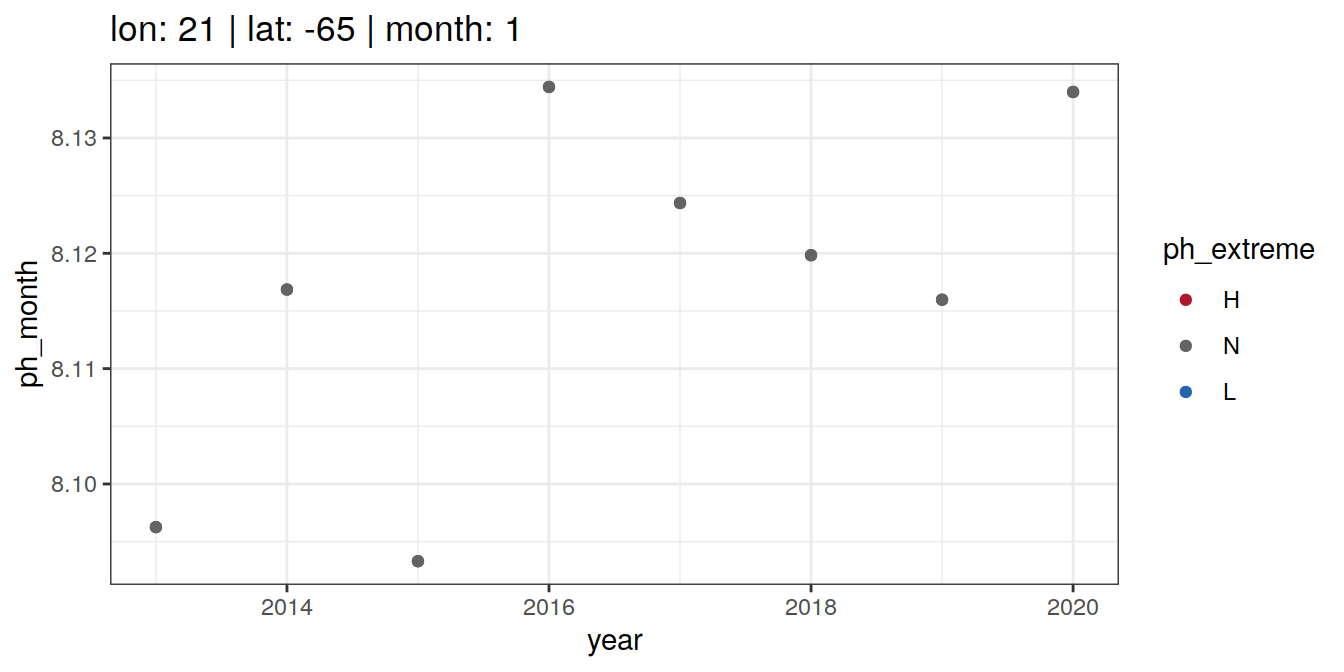 lon: 21 | lat: -65 | month: 1
8.13
8.12
8.11
8.10
ph_month
2014 2016 2018 2020
year
ph_extreme
H
N
L